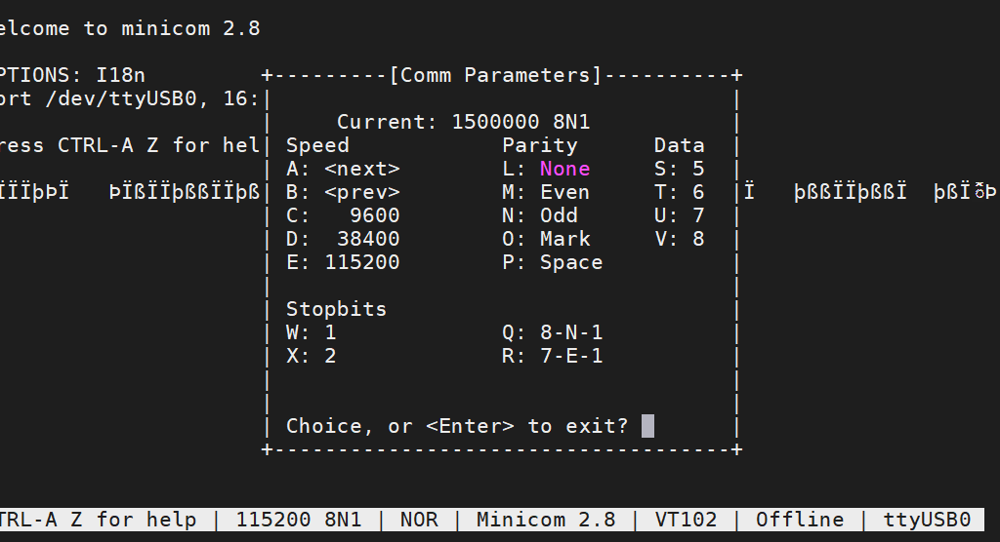 elcome to minicom 2.8
PTIONS: I18n
+---------[Comm Parameters]----------+
ort /dev/ttyUSB0, 16:
Current: 1500000 8N1
ress CTRL-A Z for hel
Speed Parity Data
A: <next> L: None S: 5
ÏÏÏþÞÏ ÞÏßÏÏþßßÏÏþß
B: <prev> M: Even T: 6
Ï þßßÏÏþßßÏ þßÏ
C: 9600 N: Odd U: 7
D: 38400 O: Mark V: 8
E: 115200 P: Space
Stopbits
W: 1 Q: 8-N-1
X: 2 R: 7-E-1
Choice, or <Enter> to exit?
+------------------------------------+
TRL-A Z for help | 115200 8N1 | NOR | Minicom 2.8 | VT102 | Offline | ttyUSB0